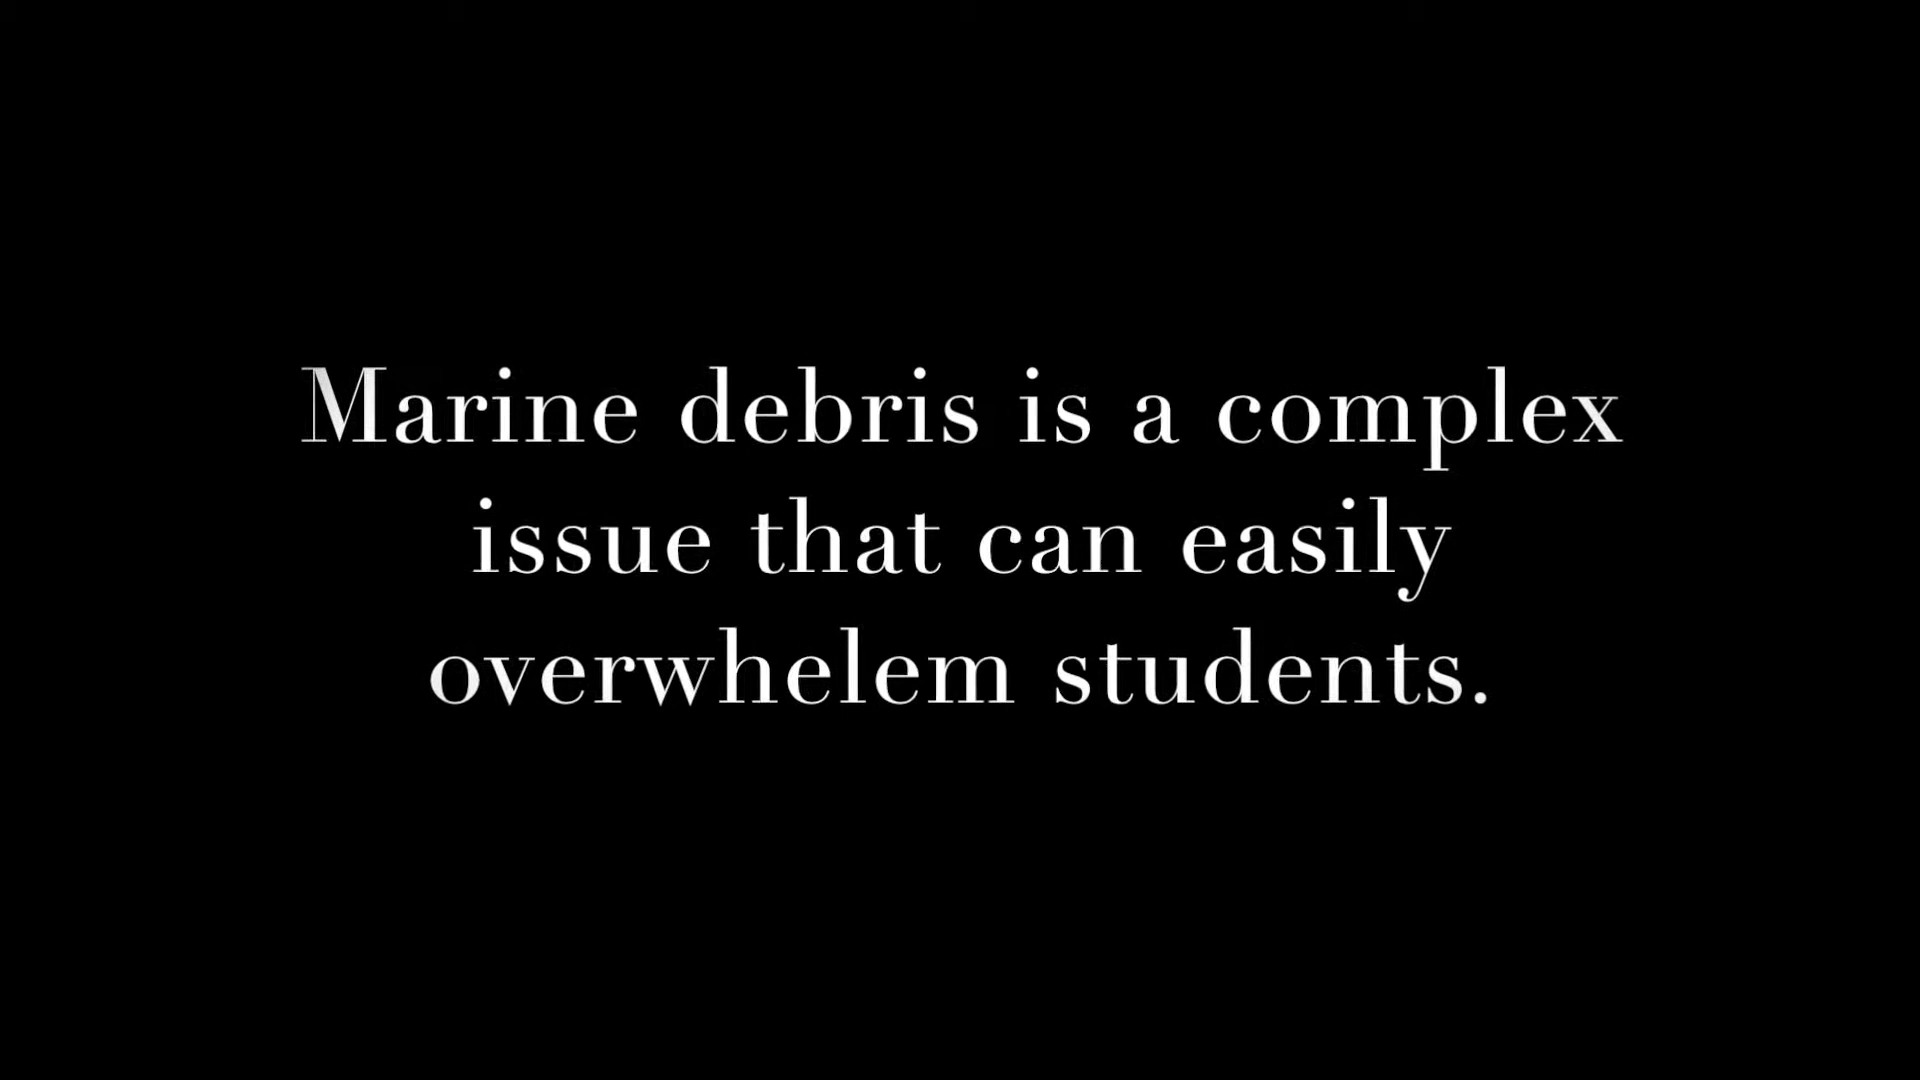 Marine debris is a complex
issue that can easily
overwhelem students.